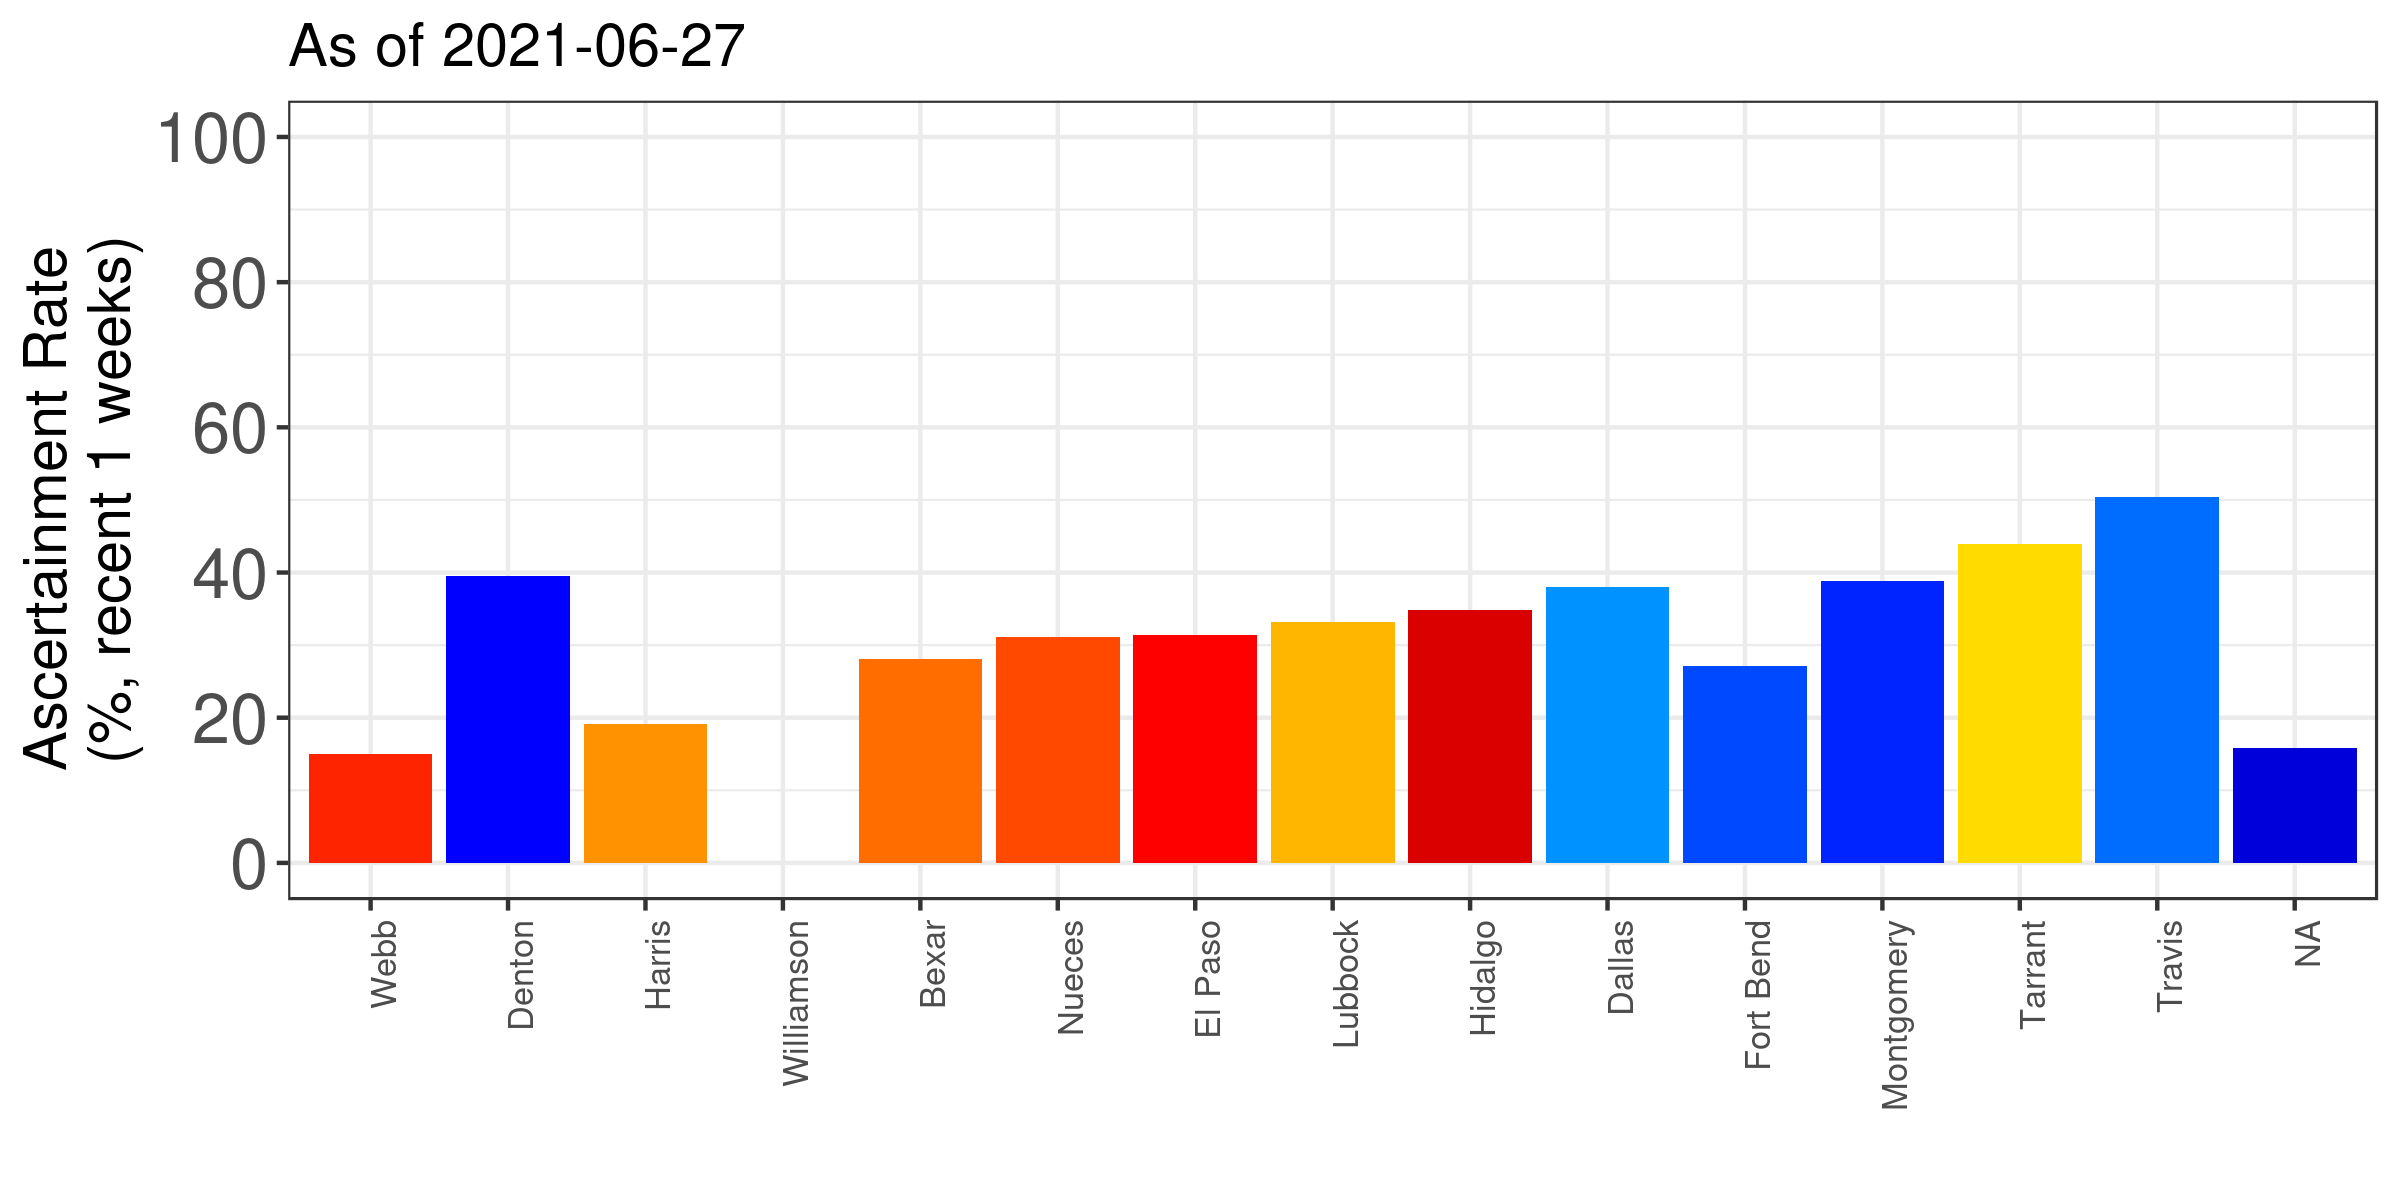 As of 2021-06-27
Ascertainment Rate
(%, recent 1 weeks)
100
80
60
40
20
0
Webb
Denton
Harris
Williamson
Bexar
Nueces
El Paso
Lubbock
Hidalgo
Dallas
Fort Bend
Montgomery
Tarrant
Travis
NA